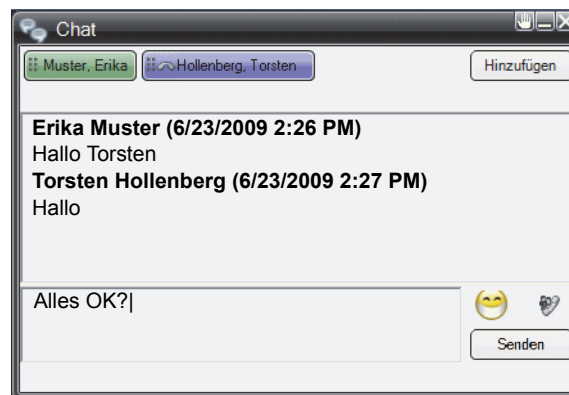 Chat
Muster, Erika Hollenberg, Torsten Hinzufügen
Erika Muster (6/23/2009 2:26 PM)
Hallo Torsten
Torsten Hollenberg (6/23/2009 2:27 PM)
Hallo
Alles OK?
Senden